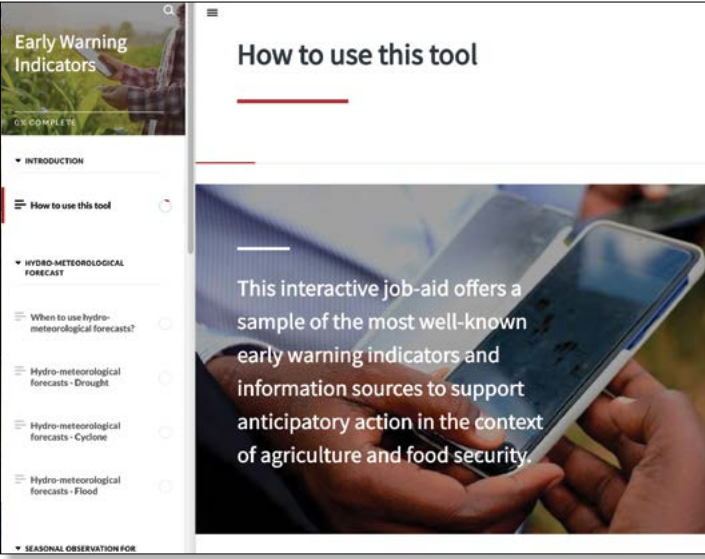 Early Warning
Indicators
0% COMPLETE
INTRODUCTION
How to use this tool
HYDRO-METEOROLOGICAL
FORECAST
When to use hydro-
meteorological forecasts?
Hydro-meteorological
forecasts - Drought
Hydro-meteorological
forecasts - Cyclone
Hydro-meteorological
forecasts - Flood
SEASONAL OBSERVATION FOR
How to use this tool
This interactive job-aid offers a
sample of the most well-known
early warning indicators and
information sources to support
anticipatory action in the context
of agriculture and food security.